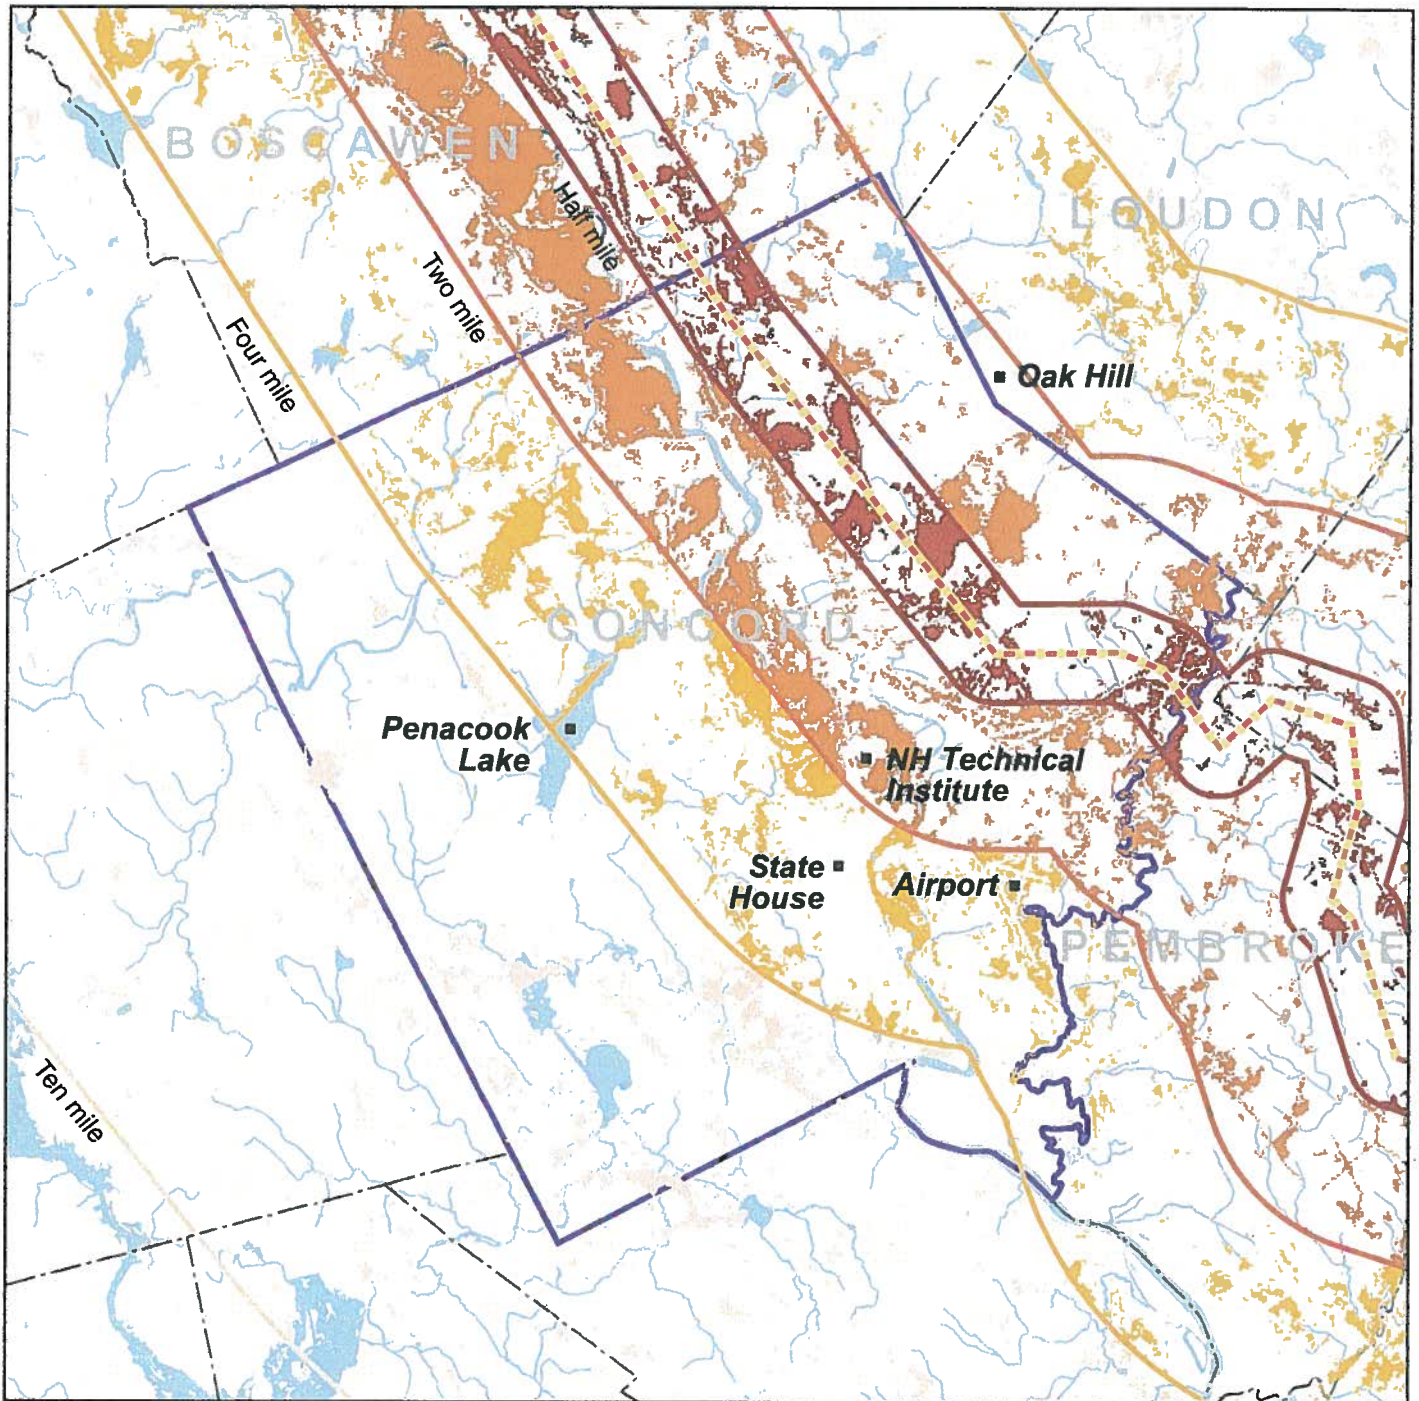 BOSCAWEN
Half mile
LOUDON
Two mile
Four mile
Oak Hill
CONCORD
Penacook
Lake
NH Technical
Institute
State
House
Airport
PEMBROKE
Ten mile